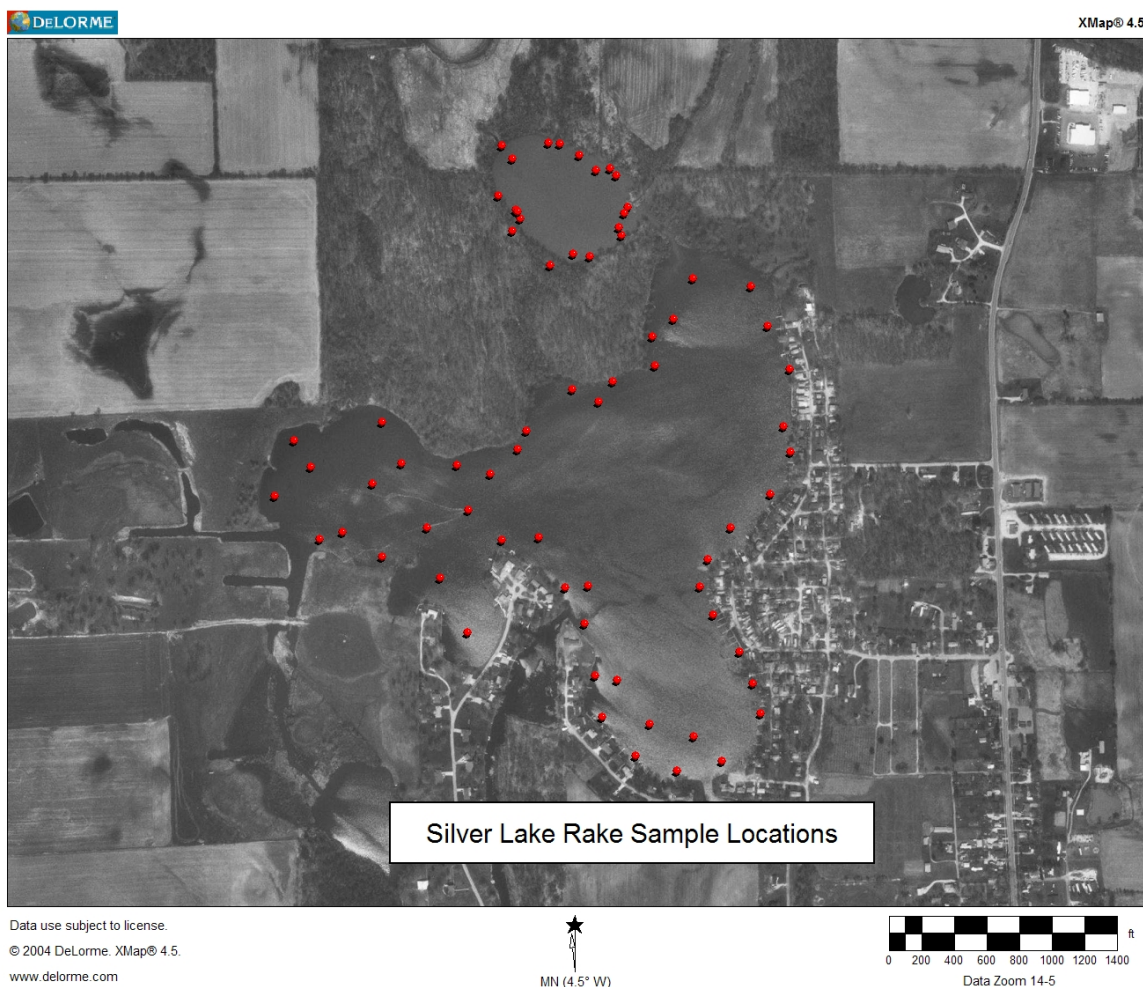 DELORME
XMap® 4.5
Silver Lake Rake Sample Locations
Data use subject to license.
© 2004 DeLorme. XMap® 4.5.
www.delorme.com
MN (4.5° W)
ft
0 200 400 600 800 1000 1200 1400
Data Zoom 14-5